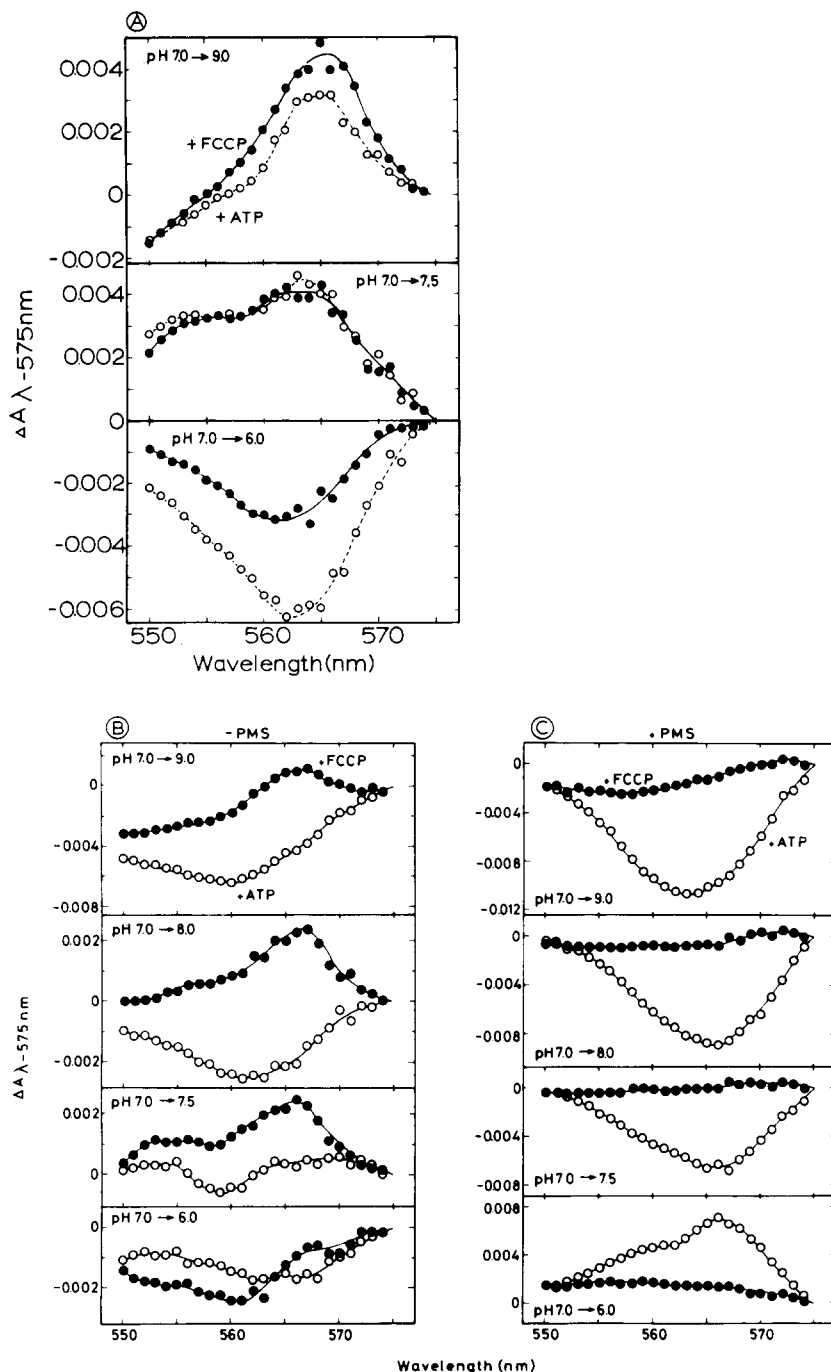 A
pH 7.0→9.0
0.004
0.002
0
-0.002
+FCCP
+ATP
pH 7.0→7.5
0.004
0.002
0
pH 7.0→6.0
-0.002
-0.004
-0.006
ΔA λ-575nm
550 560 570
Wavelength(nm)
B
-PMS
pH 7.0→9.0
+FCCP
0
-0.004
-0.008
+ATP
pH 7.0→8.0
0.002
0
-0.002
pH 7.0→7.5
0.002
0
pH 7.0→6.0
0
-0.002
ΔA λ-575nm
550 560 570
C
+PMS
0
-0.004
-0.008
-0.012
+FCCP
+ATP
pH 7.0→9.0
0
-0.004
-0.008
pH 7.0→8.0
0
-0.004
-0.008
pH 7.0→7.5
0.008
0.004
0
pH 7.0→6.0
550 560 570
Wavelength (nm)